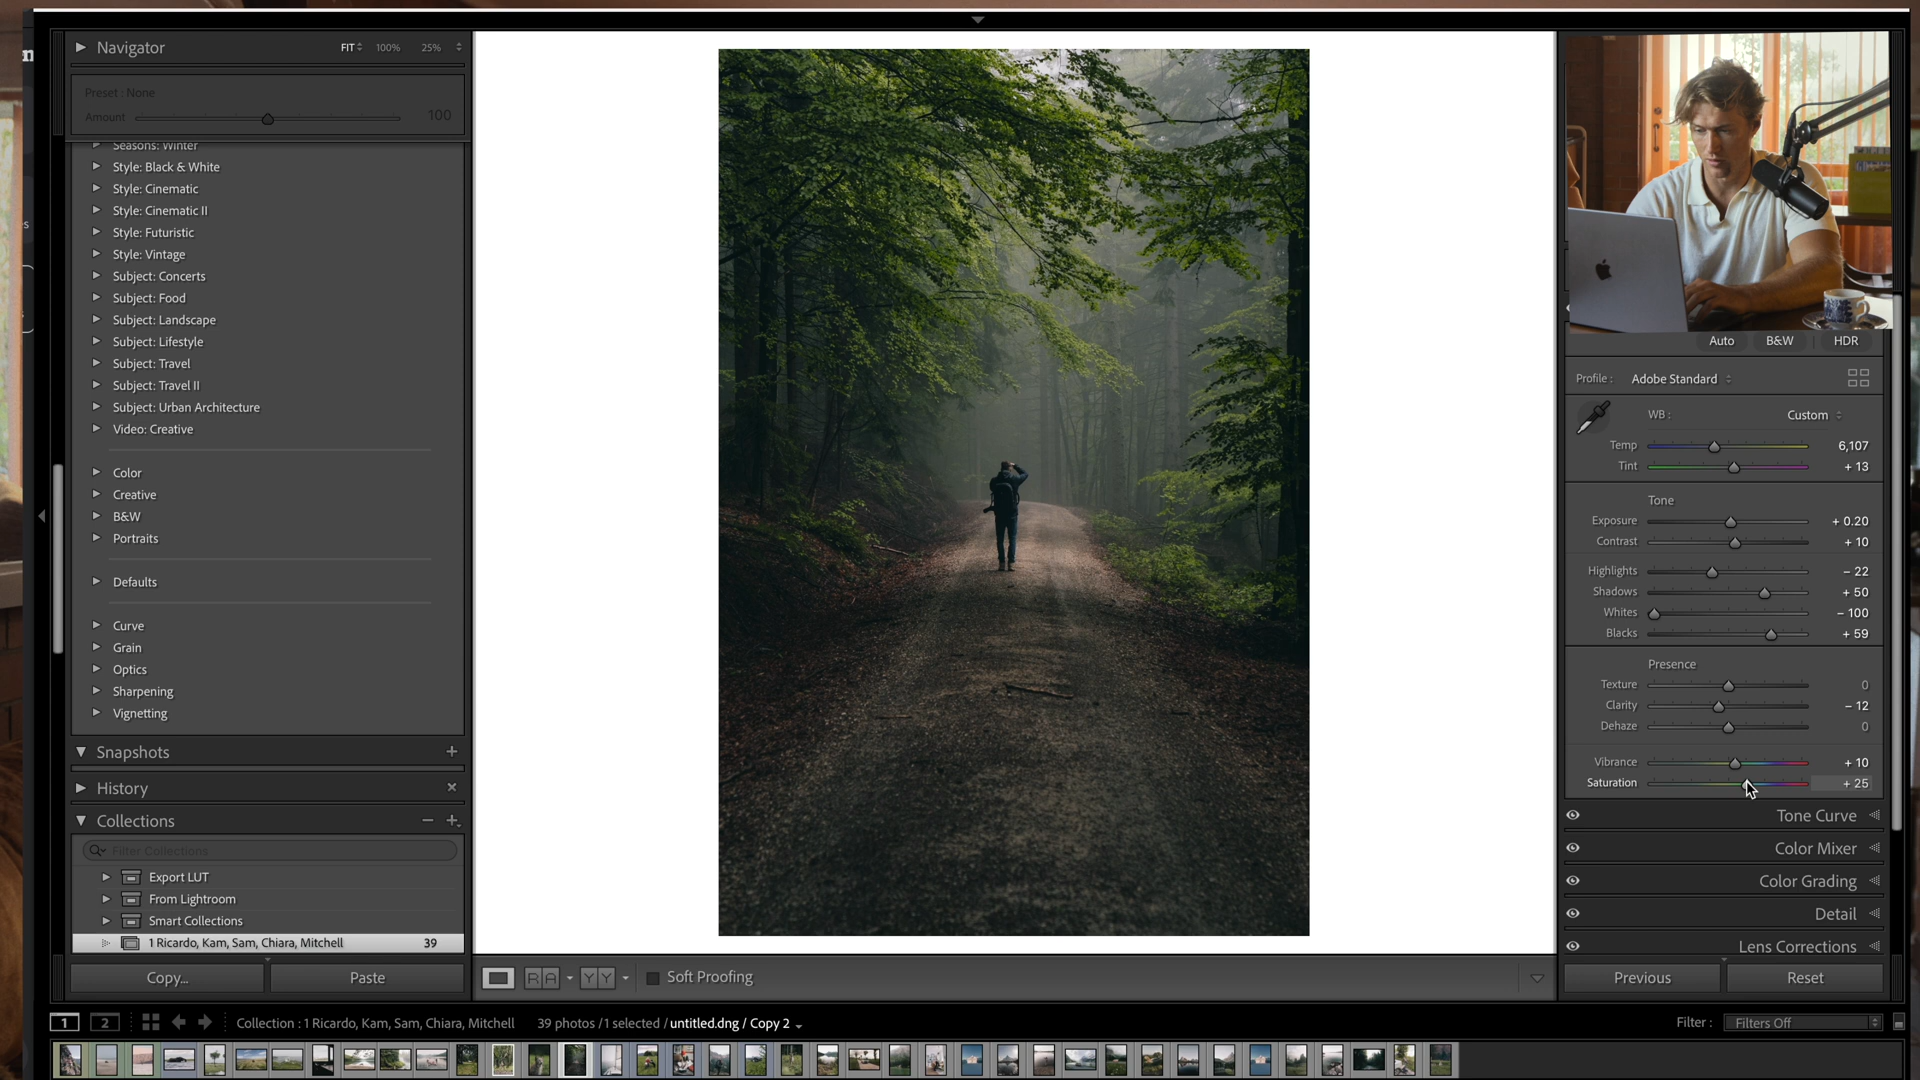 Navigator
FIT 100% 25%
Preset : None
Amount 100
Seasons: Winter
Style: Black & White
Style: Cinematic
Style: Cinematic II
Style: Futuristic
Style: Vintage
Subject: Concerts
Subject: Food
Subject: Landscape
Subject: Lifestyle
Subject: Travel
Subject: Travel II
Subject: Urban Architecture
Video: Creative
Color
Creative
B&W
Portraits
Defaults
Curve
Grain
Optics
Sharpening
Vignetting
Snapshots
History
Collections
Filter Collections
Export LUT
From Lightroom
Smart Collections
1 Ricardo, Kam, Sam, Chiara, Mitchell 39
Copy... Paste
R A Y Y Soft Proofing
Auto B&W HDR
Profile : Adobe Standard
WB : Custom
Temp 6,107
Tint + 13
Tone
Exposure + 0.20
Contrast + 10
Highlights – 22
Shadows + 50
Whites – 100
Blacks + 59
Presence
Texture 0
Clarity – 12
Dehaze 0
Vibrance + 10
Saturation + 25
Tone Curve
Color Mixer
Color Grading
Detail
Lens Corrections
Previous Reset
1 2 Collection : 1 Ricardo, Kam, Sam, Chiara, Mitchell 39 photos / 1 selected / untitled.dng / Copy 2 Filter : Filters Off